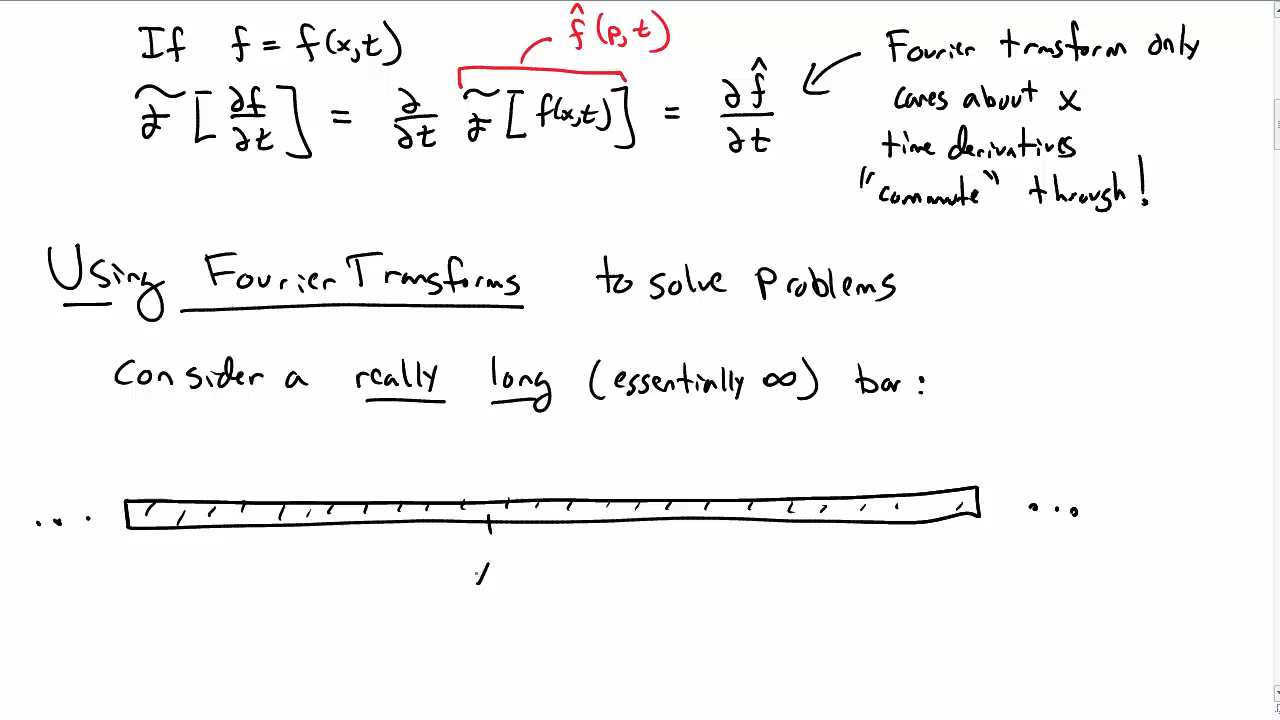 If f = f(x,t)
f̂(p,t)
ℱ̃[∂f/∂t] = ∂/∂t ℱ̃[f(x,t)] = ∂f̂/∂t
Fourier transform only
cares about x
time derivatives
"commute" through!
Using Fourier Transforms to solve problems
Consider a really long (essentially ∞) bar:
... ...